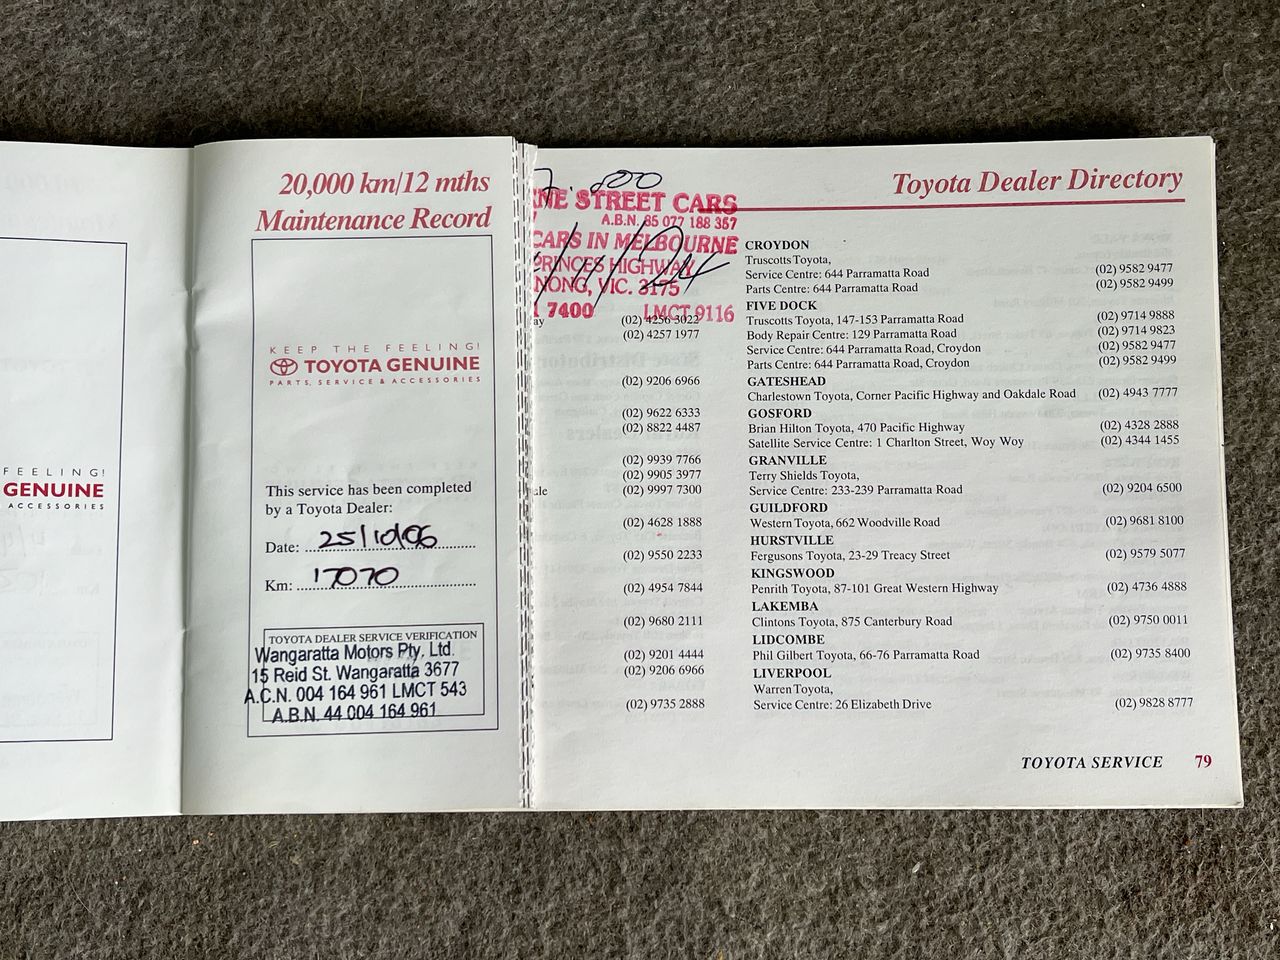 FEELING!
GENUINE
ACCESSORIES
20,000 km/12 mths
Maintenance Record
KEEP THE FEELING!
TOYOTA GENUINE
PARTS, SERVICE & ACCESSORIES
This service has been completed
by a Toyota Dealer:
Date: 25/10/06
Km: 17070
TOYOTA DEALER SERVICE VERIFICATION
Wangaratta Motors Pty. Ltd.
15 Reid St. Wangaratta 3677
A.C.N. 004 164 961 LMCT 543
A.B.N. 44 004 164 961
STREET CARS
A.B.N. 85 077 188 357
CARS IN MELBOURNE
PRINCES HIGHWAY
NONG, VIC. 3175
7400 LMCT 9116
ay (02) 4256 3022
(02) 4257 1977
(02) 9206 6966
(02) 9622 6333
(02) 8822 4487
(02) 9939 7766
(02) 9905 3977
ale (02) 9997 7300
(02) 4628 1888
(02) 9550 2233
(02) 4954 7844
(02) 9680 2111
(02) 9201 4444
(02) 9206 6966
(02) 9735 2888
Toyota Dealer Directory
CROYDON
Truscotts Toyota,
Service Centre: 644 Parramatta Road (02) 9582 9477
Parts Centre: 644 Parramatta Road (02) 9582 9499
FIVE DOCK
Truscotts Toyota, 147-153 Parramatta Road (02) 9714 9888
Body Repair Centre: 129 Parramatta Road (02) 9714 9823
Service Centre: 644 Parramatta Road, Croydon (02) 9582 9477
Parts Centre: 644 Parramatta Road, Croydon (02) 9582 9499
GATESHEAD
Charlestown Toyota, Corner Pacific Highway and Oakdale Road (02) 4943 7777
GOSFORD
Brian Hilton Toyota, 470 Pacific Highway (02) 4328 2888
Satellite Service Centre: 1 Charlton Street, Woy Woy (02) 4344 1455
GRANVILLE
Terry Shields Toyota,
Service Centre: 233-239 Parramatta Road (02) 9204 6500
GUILDFORD
Western Toyota, 662 Woodville Road (02) 9681 8100
HURSTVILLE
Fergusons Toyota, 23-29 Treacy Street (02) 9579 5077
KINGSWOOD
Penrith Toyota, 87-101 Great Western Highway (02) 4736 4888
LAKEMBA
Clintons Toyota, 875 Canterbury Road (02) 9750 0011
LIDCOMBE
Phil Gilbert Toyota, 66-76 Parramatta Road (02) 9735 8400
LIVERPOOL
Warren Toyota,
Service Centre: 26 Elizabeth Drive (02) 9828 8777
TOYOTA SERVICE 79